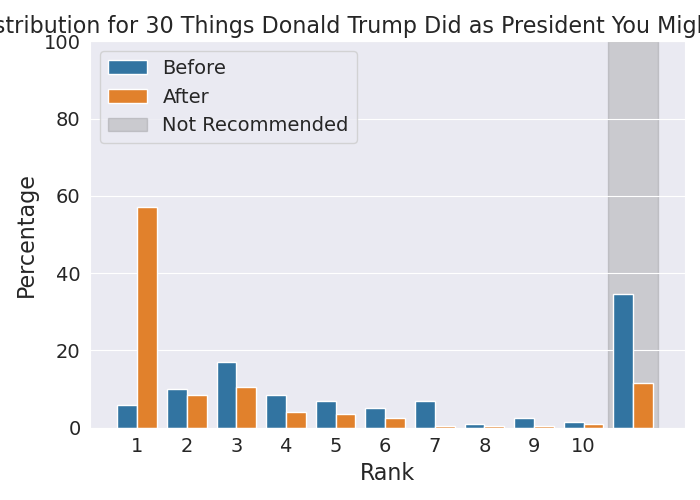 stribution for 30 Things Donald Trump Did as President You Migh
100
80
60
40
20
0
Percentage
Before
After
Not Recommended
1 2 3 4 5 6 7 8 9 10
Rank